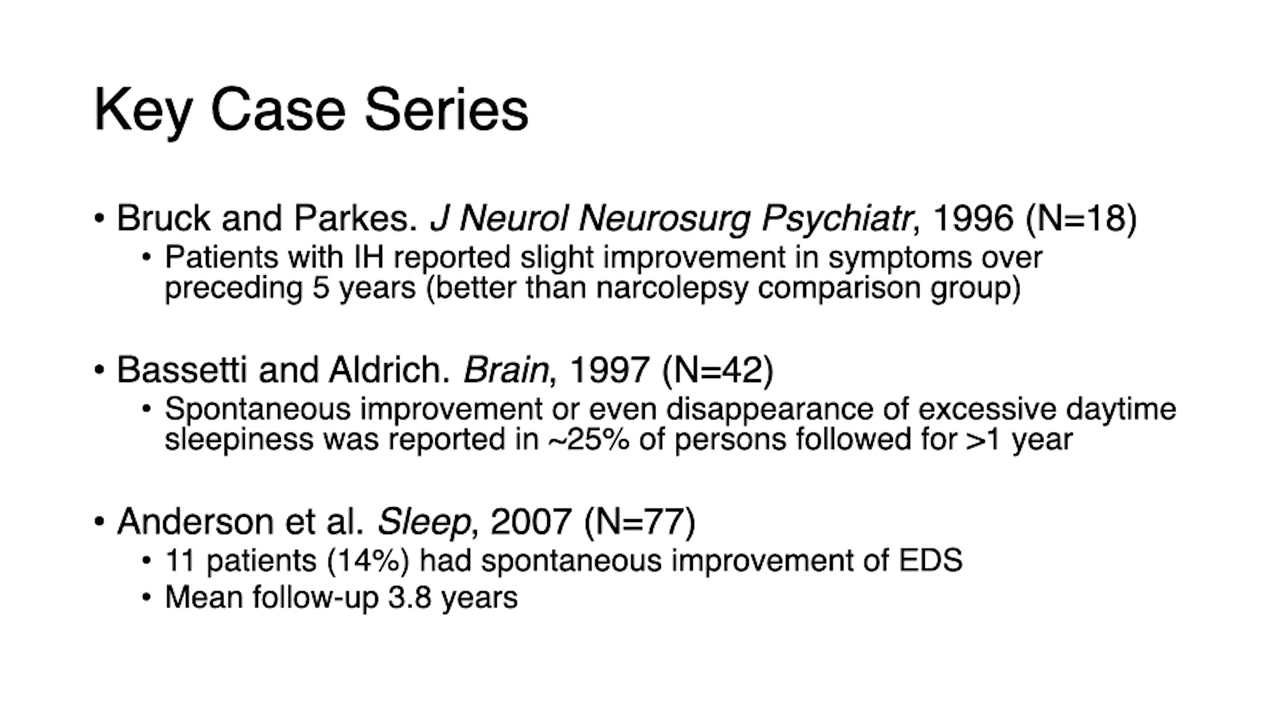 Key Case Series
• Bruck and Parkes. J Neurol Neurosurg Psychiatr, 1996 (N=18)
• Patients with IH reported slight improvement in symptoms over
preceding 5 years (better than narcolepsy comparison group)
• Bassetti and Aldrich. Brain, 1997 (N=42)
• Spontaneous improvement or even disappearance of excessive daytime
sleepiness was reported in ~25% of persons followed for >1 year
• Anderson et al. Sleep, 2007 (N=77)
• 11 patients (14%) had spontaneous improvement of EDS
• Mean follow-up 3.8 years